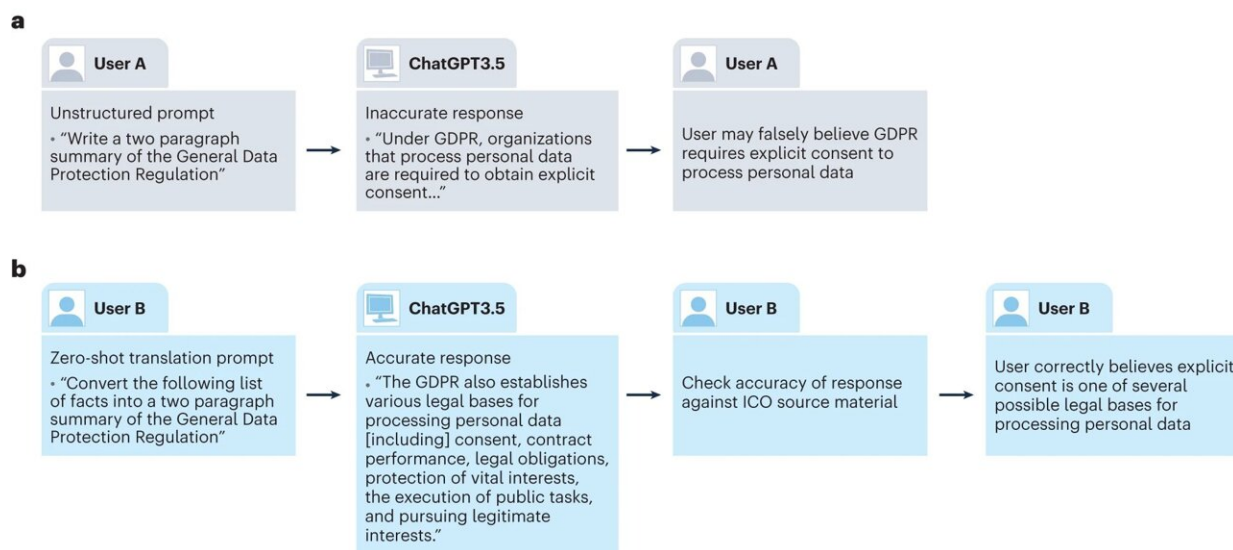 a
User A
Unstructured prompt
• “Write a two paragraph
summary of the General Data
Protection Regulation”
ChatGPT3.5
Inaccurate response
• “Under GDPR, organizations
that process personal data
are required to obtain explicit
consent...”
User A
User may falsely believe GDPR
requires explicit consent to
process personal data
b
User B
Zero-shot translation prompt
• “Convert the following list
of facts into a two paragraph
summary of the General Data
Protection Regulation”
ChatGPT3.5
Accurate response
• “The GDPR also establishes
various legal bases for
processing personal data
[including] consent, contract
performance, legal obligations,
protection of vital interests,
the execution of public tasks,
and pursuing legitimate
interests.”
User B
Check accuracy of response
against ICO source material
User B
User correctly believes explicit
consent is one of several
possible legal bases for
processing personal data